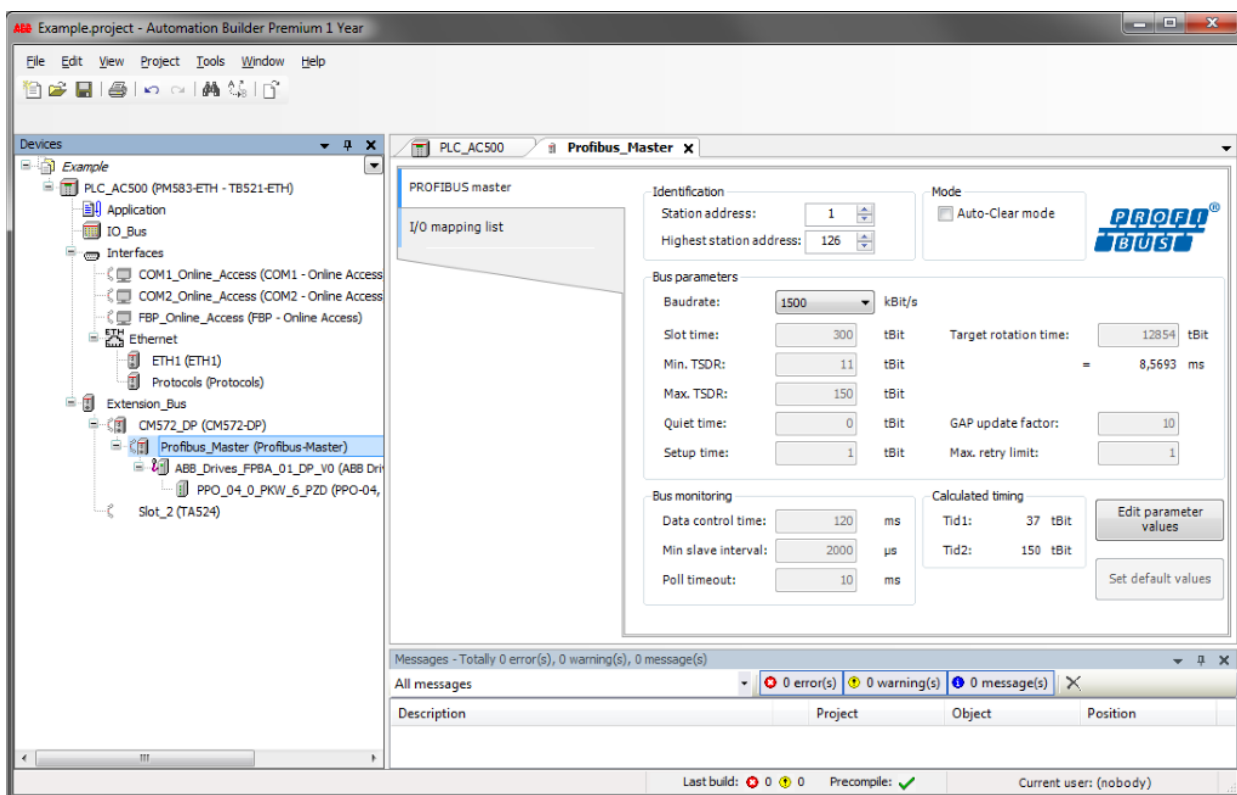 ABB Example.project - Automation Builder Premium 1 Year
File Edit View Project Tools Window Help
Devices
Example
PLC_AC500 (PM583-ETH - TB521-ETH)
Application
IO_Bus
Interfaces
COM1_Online_Access (COM1 - Online Access
COM2_Online_Access (COM2 - Online Access
FBP_Online_Access (FBP - Online Access)
ETH Ethernet
ETH1 (ETH1)
Protocols (Protocols)
Extension_Bus
CM572_DP (CM572-DP)
Profibus_Master (Profibus-Master)
ABB_Drives_FPBA_01_DP_V0 (ABB Dri
PPO_04_0_PKW_6_PZD (PPO-04,
Slot_2 (TA524)
PLC_AC500 Profibus_Master
PROFIBUS master
I/O mapping list
Identification
Station address: 1
Highest station address: 126
Mode
Auto-Clear mode
PROFI®
BUS
Bus parameters
Baudrate: 1500 kBit/s
Slot time: 300 tBit Target rotation time: 12854 tBit
Min. TSDR: 11 tBit = 8,5693 ms
Max. TSDR: 150 tBit
Quiet time: 0 tBit GAP update factor: 10
Setup time: 1 tBit Max. retry limit: 1
Bus monitoring
Data control time: 120 ms
Min slave interval: 2000 µs
Poll timeout: 10 ms
Calculated timing
Tid1: 37 tBit
Tid2: 150 tBit
Edit parameter
values
Set default values
Messages - Totally 0 error(s), 0 warning(s), 0 message(s)
All messages 0 error(s) 0 warning(s) 0 message(s)
Description Project Object Position
Last build: 0 0 Precompile: Current user: (nobody)